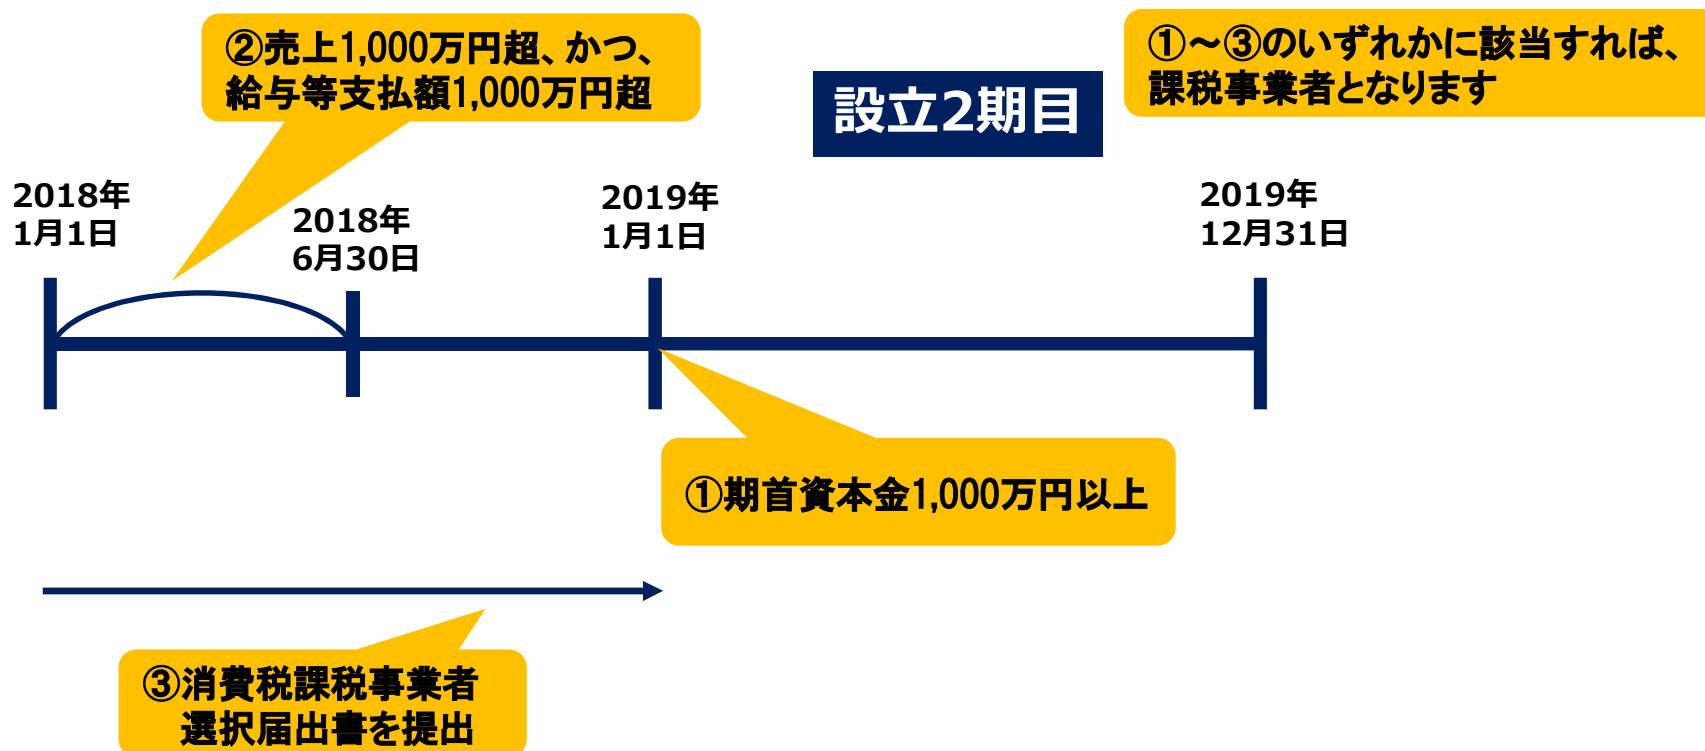 ②売上1,000万円超、かつ、
給与等支払額1,000万円超
設立2期目
①～③のいずれかに該当すれば、
課税事業者となります
2018年
1月1日
2018年
6月30日
2019年
1月1日
2019年
12月31日
①期首資本金1,000万円以上
③消費税課税事業者
選択届出書を提出